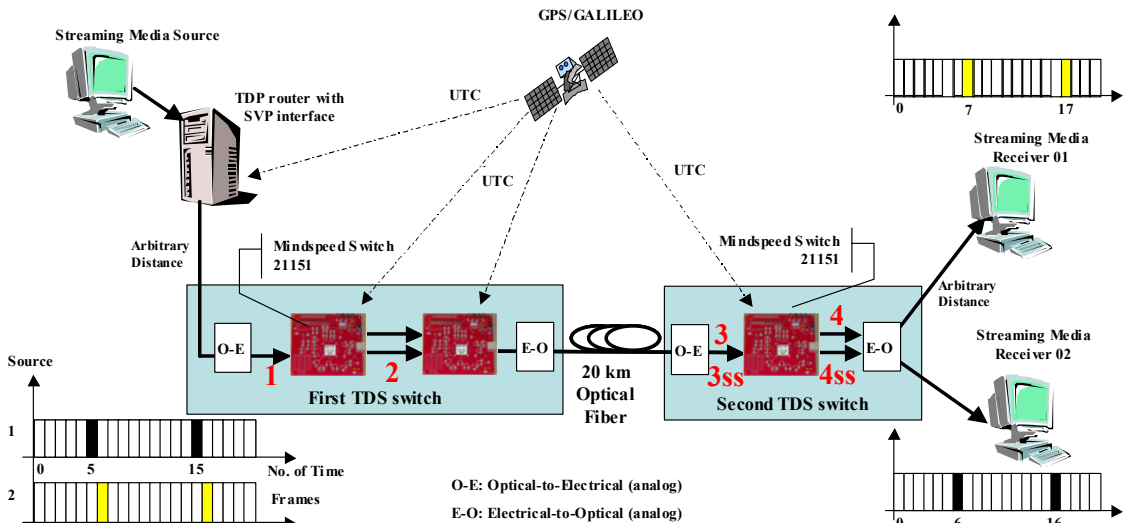 GPS/GALILEO
Streaming Media Source
TDP router with
SVP interface
UTC
UTC
UTC
0 7 17
Streaming Media
Receiver 01
Arbitrary
Distance
Mindspeed Switch
21151
Mindspeed Switch
21151
Arbitrary
Distance
Streaming Media
Receiver 02
O-E
1
2
E-O
First TDS switch
20 km
Optical
Fiber
O-E
3
3ss
4
4ss
E-O
Second TDS switch
Source
1
0 5 15 No. of Time
2 Frames
O-E: Optical-to-Electrical (analog)
E-O: Electrical-to-Optical (analog)
0 6 16